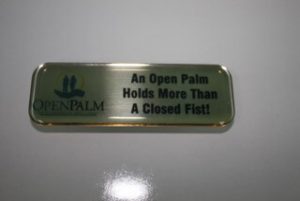 OPENPALM
An Open Palm
Holds More Than
A Closed Fist!